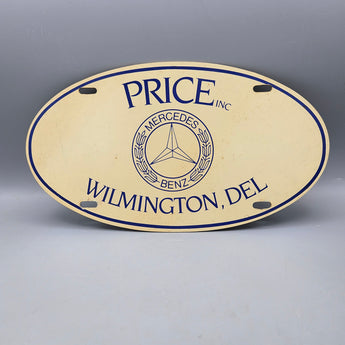 PRICE INC
MERCEDES
BENZ
WILMINGTON, DEL